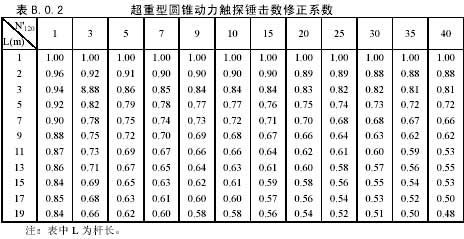 表 B.0.2 超重型圆锥动力触探锤击数修正系数
N'120 1 3 5 7 9 10 15 20 25 30 35 40
L(m)
1 1.00 1.00 1.00 1.00 1.00 1.00 1.00 1.00 1.00 1.00 1.00 1.00
2 0.96 0.92 0.91 0.90 0.90 0.90 0.90 0.89 0.89 0.88 0.88 0.88
3 0.94 8.88 0.86 0.85 0.84 0.84 0.84 0.83 0.82 0.82 0.81 0.81
5 0.92 0.82 0.79 0.78 0.77 0.77 0.76 0.75 0.74 0.73 0.72 0.72
7 0.90 0.78 0.75 0.74 0.73 0.72 0.71 0.70 0.68 0.68 0.67 0.66
9 0.88 0.75 0.72 0.70 0.69 0.68 0.67 0.66 0.64 0.63 0.62 0.62
11 0.87 0.73 0.69 0.67 0.66 0.66 0.64 0.62 0.61 0.60 0.59 0.53
13 0.86 0.71 0.67 0.65 0.64 0.63 0.61 0.60 0.58 0.57 0.56 0.55
15 0.84 0.69 0.65 0.63 0.62 0.61 0.59 0.58 0.56 0.55 0.54 0.53
17 0.85 0.68 0.63 0.61 0.60 0.60 0.57 0.56 0.54 0.53 0.52 0.50
19 0.84 0.66 0.62 0.60 0.58 0.58 0.56 0.54 0.52 0.51 0.50 0.48
注：表中 L 为杆长。